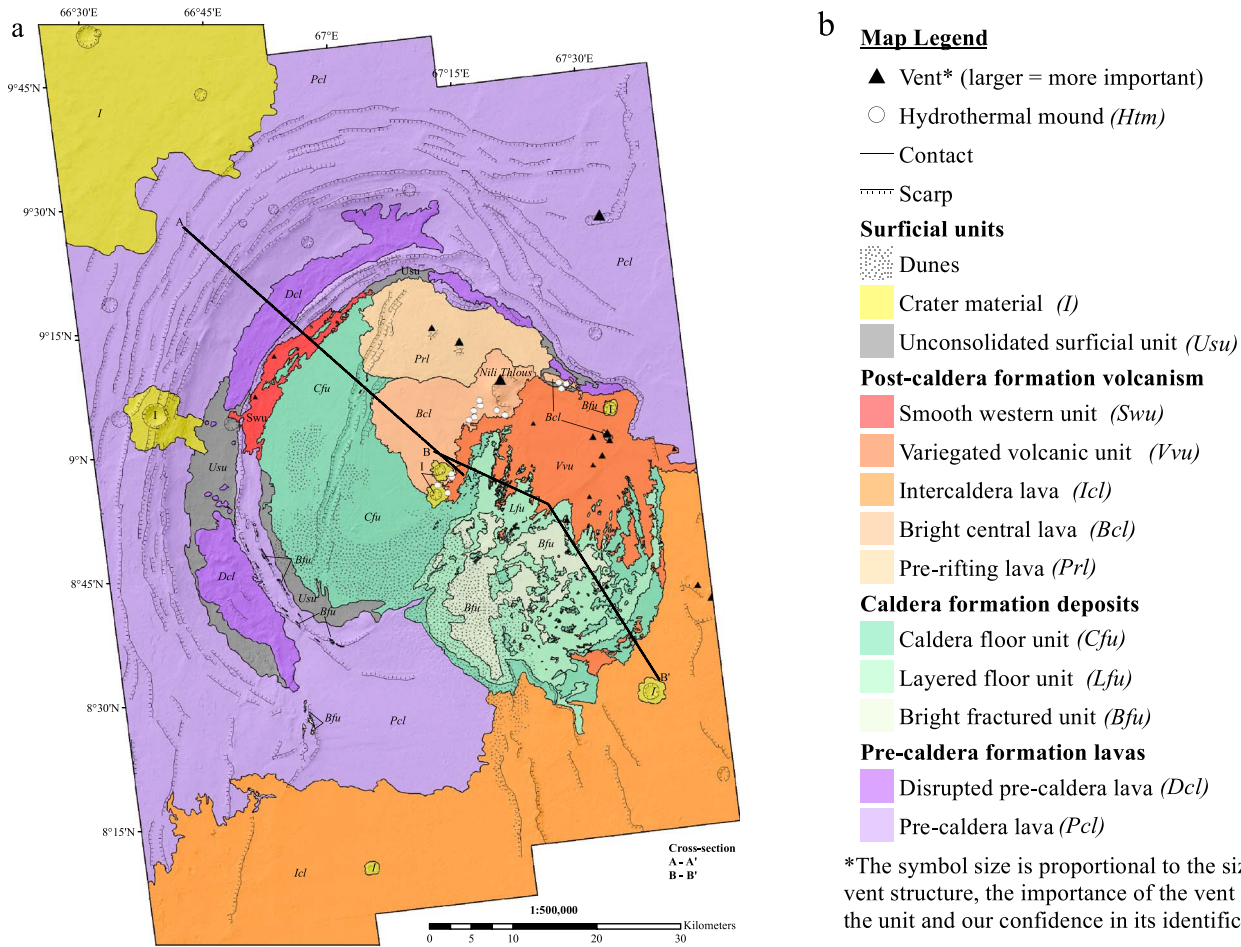 a
66°30'E
66°45'E
67°E
67°15'E
67°30'E
9°45'N
9°30'N
9°15'N
9°N
8°45'N
8°30'N
8°15'N
I
Pcl
A
Pcl
Dcl
Usu
Prl
Nili Tholus
Cfu
Bcl
Bcl
Bfu
I
I
Swu
Usu
B
I
Vvu
Cfu
Lfu
Bfu
Bfu
Dcl
Usu
Bfu
Bfu
B'
I
Bfu
Pcl
Icl
I
Cross-section
A - A'
B - B'
1:500,000
Kilometers
0 5 10 20 30
b
Map Legend
Vent* (larger = more important)
Hydrothermal mound (Htm)
Contact
Scarp
Surficial units
Dunes
Crater material (I)
Unconsolidated surficial unit (Usu)
Post-caldera formation volcanism
Smooth western unit (Swu)
Variegated volcanic unit (Vvu)
Intercaldera lava (Icl)
Bright central lava (Bcl)
Pre-rifting lava (Prl)
Caldera formation deposits
Caldera floor unit (Cfu)
Layered floor unit (Lfu)
Bright fractured unit (Bfu)
Pre-caldera formation lavas
Disrupted pre-caldera lava (Dcl)
Pre-caldera lava (Pcl)
*The symbol size is proportional to the siz
vent structure, the importance of the vent
the unit and our confidence in its identific